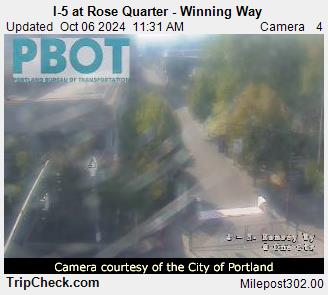 I-5 at Rose Quarter - Winning Way
Updated Oct 06 2024 11:31 AM Camera 4
PBOT
PORTLAND BUREAU OF TRANSPORTATION
Camera courtesy of the City of Portland
TripCheck.com Milepost302.00